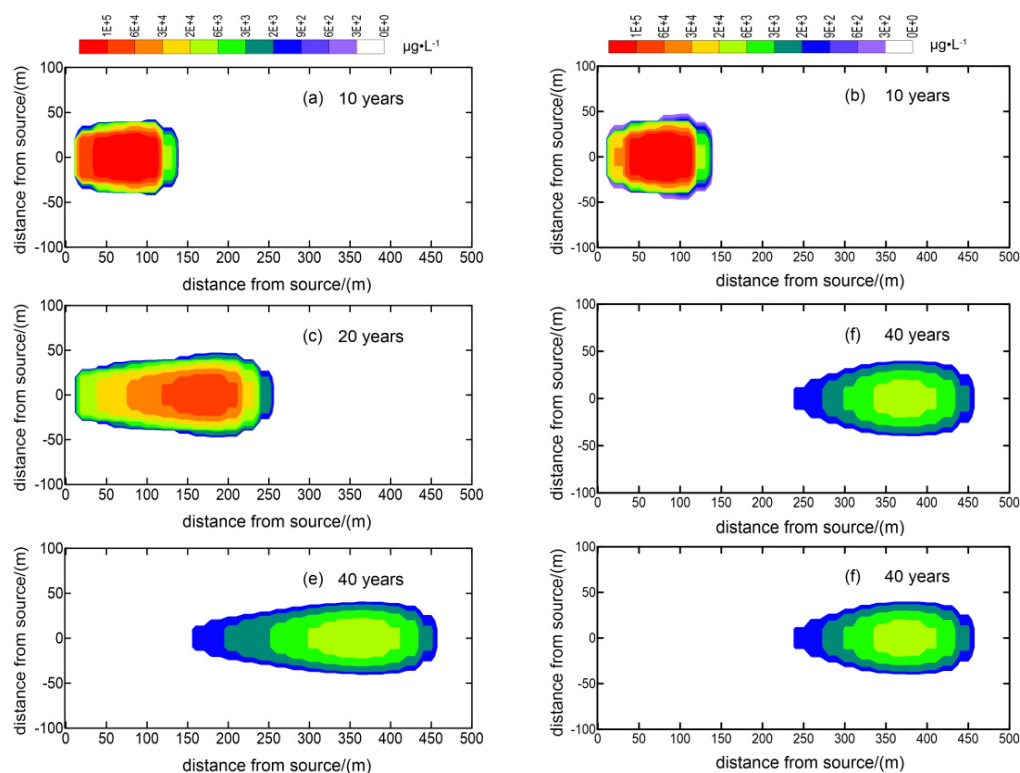 1E+5 6E+4 3E+4 2E+4 6E+3 3E+3 2E+3 9E+2 6E+2 3E+2 0E+0
µg•L⁻¹
100
50
0
-50
-100
distance from source/(m)
(a) 10 years
0 50 100 150 200 250 300 350 400 450 500
distance from source/(m)
1E+5 6E+4 3E+4 2E+4 6E+3 3E+3 2E+3 9E+2 6E+2 3E+2 0E+0
µg•L⁻¹
100
50
0
-50
-100
distance from source/(m)
(b) 10 years
0 50 100 150 200 250 300 350 400 450 500
distance from source/(m)
100
50
0
-50
-100
distance from source/(m)
(c) 20 years
0 50 100 150 200 250 300 350 400 450 500
distance from source/(m)
100
50
0
-50
-100
distance from source/(m)
(f) 40 years
0 50 100 150 200 250 300 350 400 450 500
distance from source/(m)
100
50
0
-50
-100
distance from source/(m)
(e) 40 years
0 50 100 150 200 250 300 350 400 450 500
distance from source/(m)
100
50
0
-50
-100
distance from source/(m)
(f) 40 years
0 50 100 150 200 250 300 350 400 450 500
distance from source/(m)